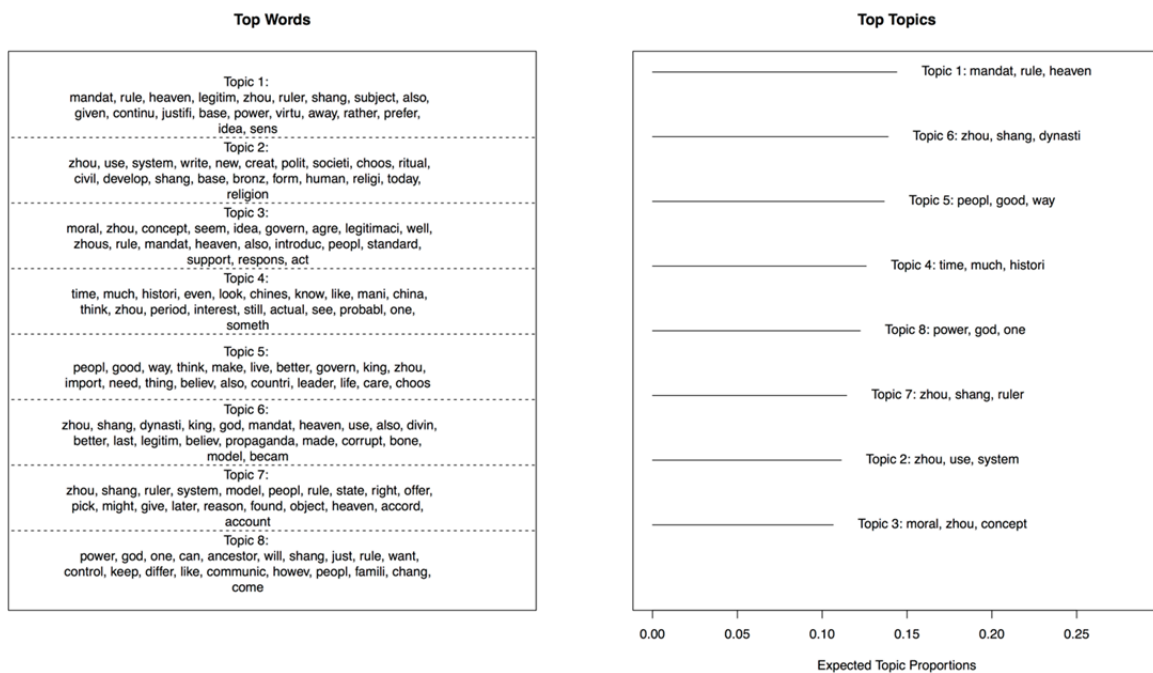 Top Words
Topic 1:
mandat, rule, heaven, legitim, zhou, ruler, shang, subject, also,
given, continu, justifi, base, power, virtu, away, rather, prefer,
idea, sens
Topic 2:
zhou, use, system, write, new, creat, polit, societi, choos, ritual,
civil, develop, shang, base, bronz, form, human, religi, today,
religion
Topic 3:
moral, zhou, concept, seem, idea, govern, agre, legitimaci, well,
zhous, rule, mandat, heaven, also, introduc, peopl, standard,
support, respons, act
Topic 4:
time, much, histori, even, look, chines, know, like, mani, china,
think, zhou, period, interest, still, actual, see, probabl, one,
someth
Topic 5:
peopl, good, way, think, make, live, better, govern, king, zhou,
import, need, thing, believ, also, countri, leader, life, care, choos
Topic 6:
zhou, shang, dynasti, king, god, mandat, heaven, use, also, divin,
better, last, legitim, believ, propaganda, made, corrupt, bone,
model, becam
Topic 7:
zhou, shang, ruler, system, model, peopl, rule, state, right, offer,
pick, might, give, later, reason, found, object, heaven, accord,
account
Topic 8:
power, god, one, can, ancestor, will, shang, just, rule, want,
control, keep, differ, like, communic, howev, peopl, famili, chang,
come
Top Topics
Topic 1: mandat, rule, heaven
Topic 6: zhou, shang, dynasti
Topic 5: peopl, good, way
Topic 4: time, much, histori
Topic 8: power, god, one
Topic 7: zhou, shang, ruler
Topic 2: zhou, use, system
Topic 3: moral, zhou, concept
0.00 0.05 0.10 0.15 0.20 0.25
Expected Topic Proportions